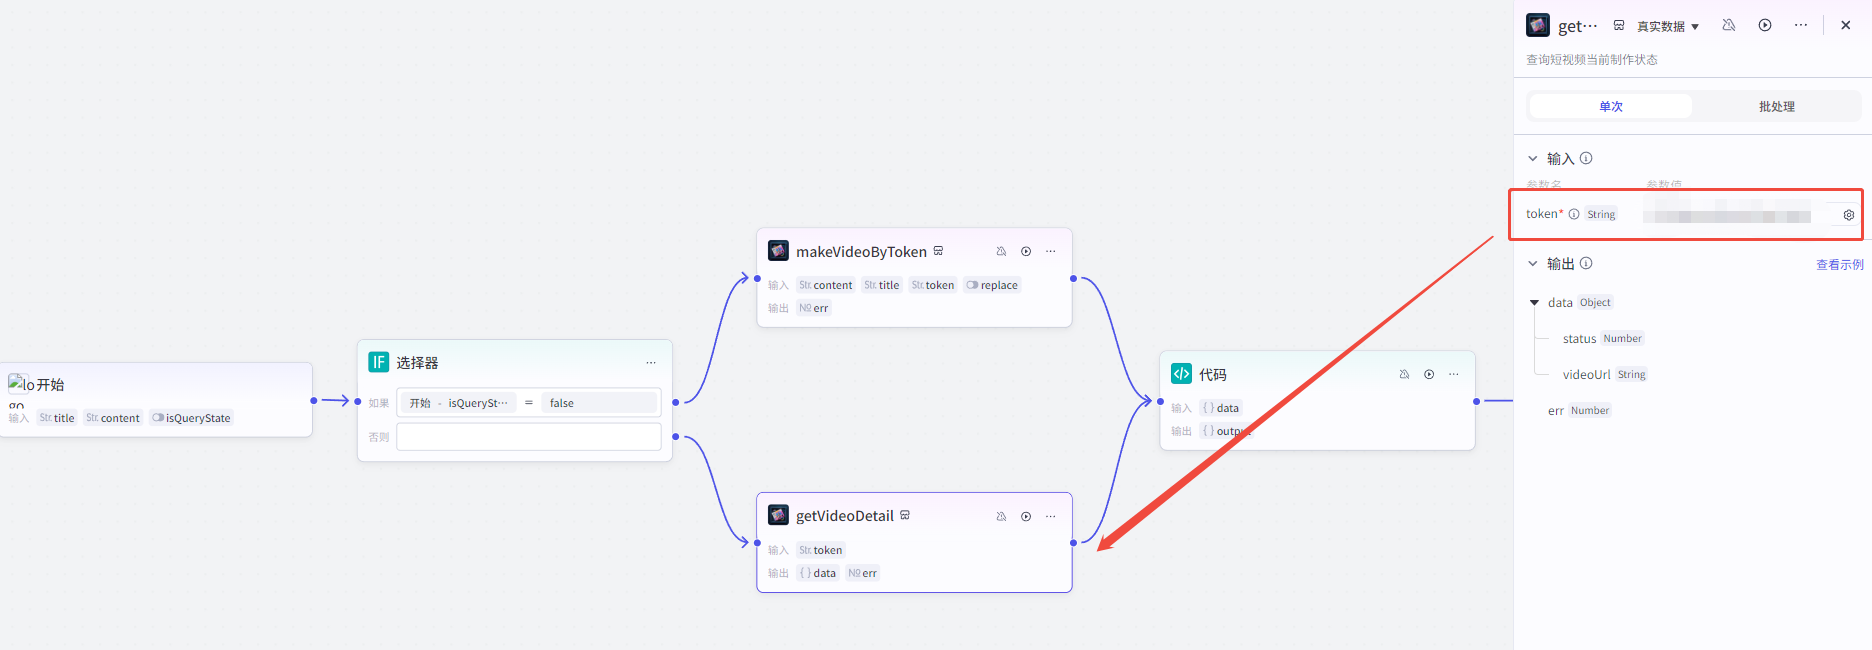 lo
go
开始
输入 Str. title Str. content isQueryState
IF 选择器 ...
如果 开始 - isQuerySt··· = false
否则
makeVideoByToken ...
输入 Str. content Str. title Str. token replace
输出 № err
getVideoDetail ...
输入 Str. token
输出 { } data № err
代码 ...
输入 { } data
输出 { } output
get··· 真实数据 ▼ ...
查询短视频当前制作状态
单次 批处理
输入
参数名 参数值
token* String
输出 查看示例
data Object
status Number
videoUrl String
err Number